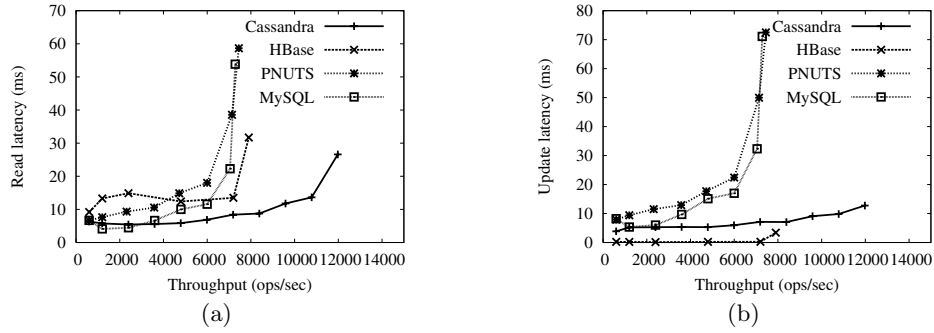 70
60
50
40
30
20
10
0
Read latency (ms)
Cassandra
HBase
PNUTS
MySQL
0 2000 4000 6000 8000 10000 12000 14000
Throughput (ops/sec)
(a)
80
70
60
50
40
30
20
10
0
Update latency (ms)
Cassandra
HBase
PNUTS
MySQL
0 2000 4000 6000 8000 10000 12000 14000
Throughput (ops/sec)
(b)